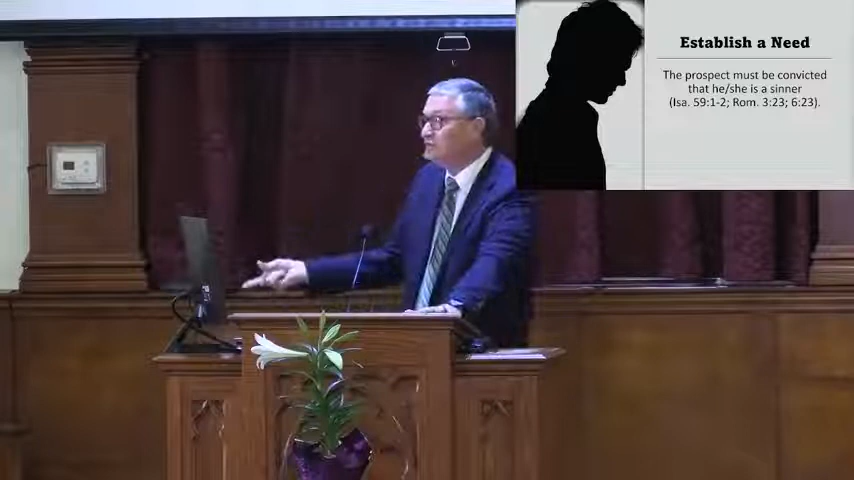 Establish a Need
The prospect must be convicted
that he/she is a sinner
(Isa. 59:1-2; Rom. 3:23; 6:23).